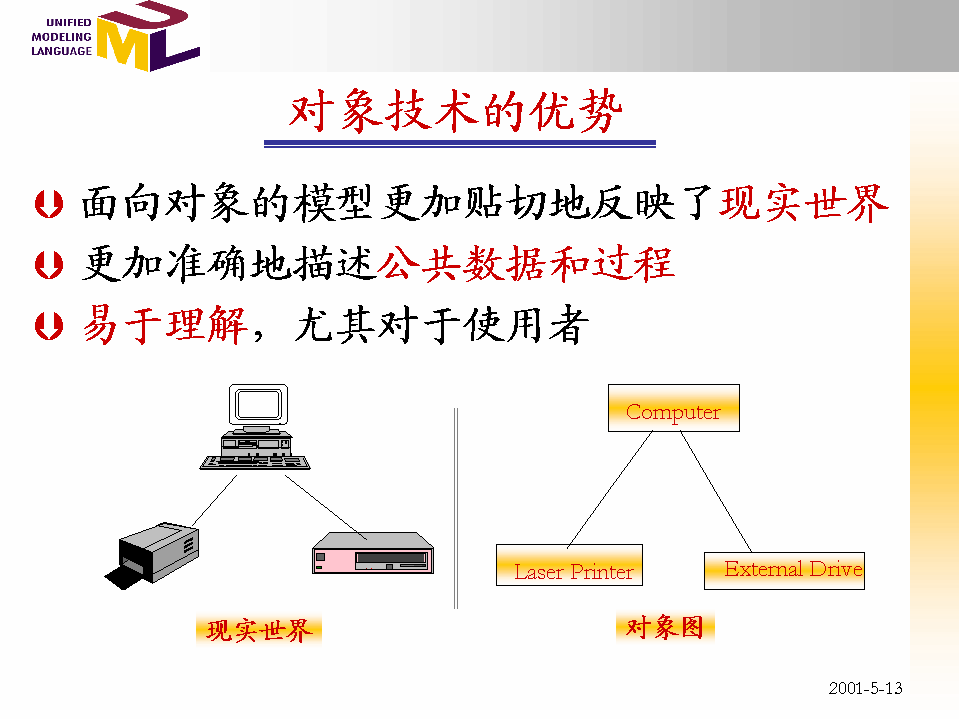 UNIFIED
MODELING
LANGUAGE
UML
对象技术的优势
面向对象的模型更加贴切地反映了现实世界
更加准确地描述公共数据和过程
易于理解，尤其对于使用者
Computer
Laser Printer
External Drive
现实世界
对象图
2001-5-13